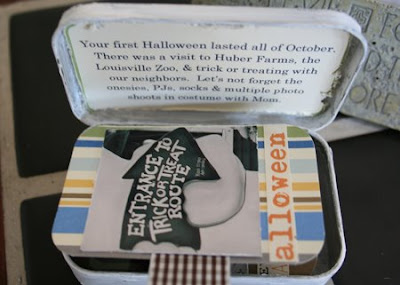 Your first Halloween lasted all of October.
There was a visit to Huber Farms, the
Louisville Zoo, & trick or treating with
our neighbors. Let's not forget the
onesies, PJs, socks & multiple photo
shoots in costume with Mom.
ENTRANCE TO
TRICK OR TREAT
ROUTE
alloween